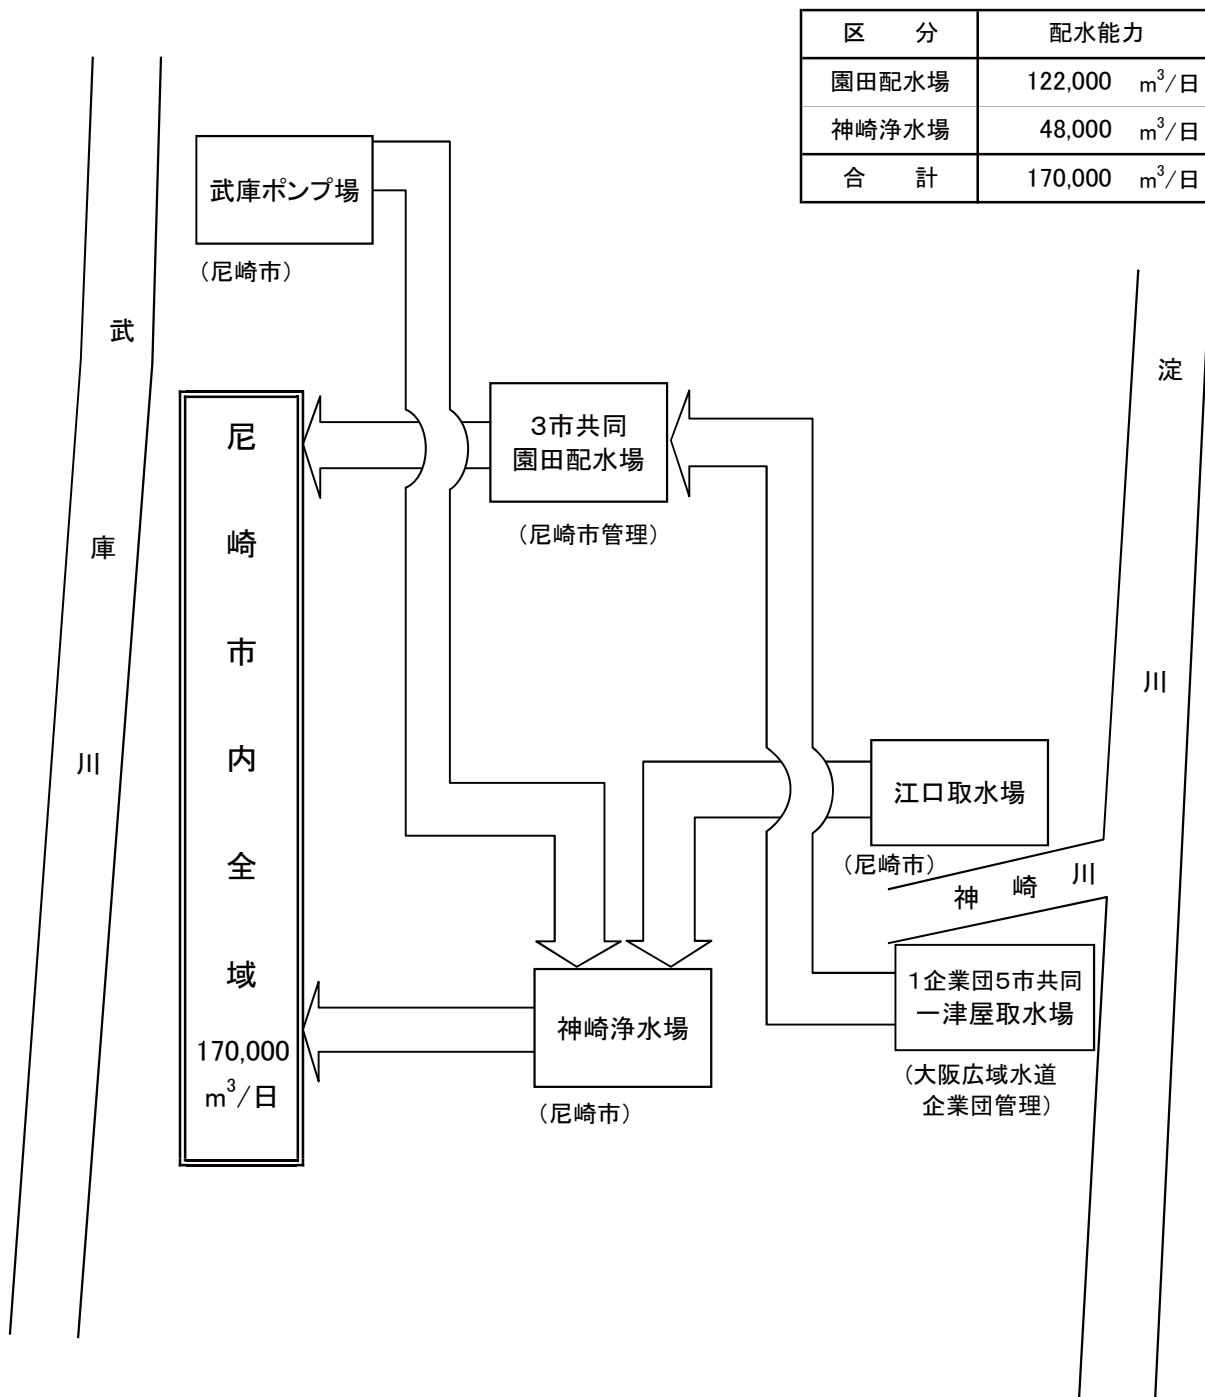 区　分　配水能力
園田配水場　122,000　m³/日
神崎浄水場　48,000　m³/日
合　計　170,000　m³/日
武庫ポンプ場
（尼崎市）
武庫川
淀川
尼崎市内全域
170,000
m³/日
３市共同
園田配水場
（尼崎市管理）
江口取水場
（尼崎市）
神崎川
１企業団５市共同
一津屋取水場
（大阪広域水道
企業団管理）
神崎浄水場
（尼崎市）